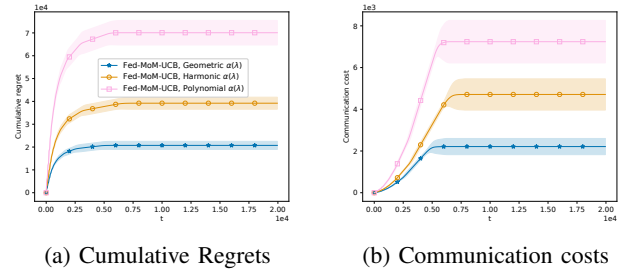 1e4
8
7
6
5
4
3
2
1
0
Cumulative regret
Fed-MoM-UCB, Geometric α(λ)
Fed-MoM-UCB, Harmonic α(λ)
Fed-MoM-UCB, Polynomial α(λ)
0.00 0.25 0.50 0.75 1.00 1.25 1.50 1.75 2.00
t
1e4
(a) Cumulative Regrets
1e3
8
6
4
2
0
Communication cost
0.00 0.25 0.50 0.75 1.00 1.25 1.50 1.75 2.00
t
1e4
(b) Communication costs